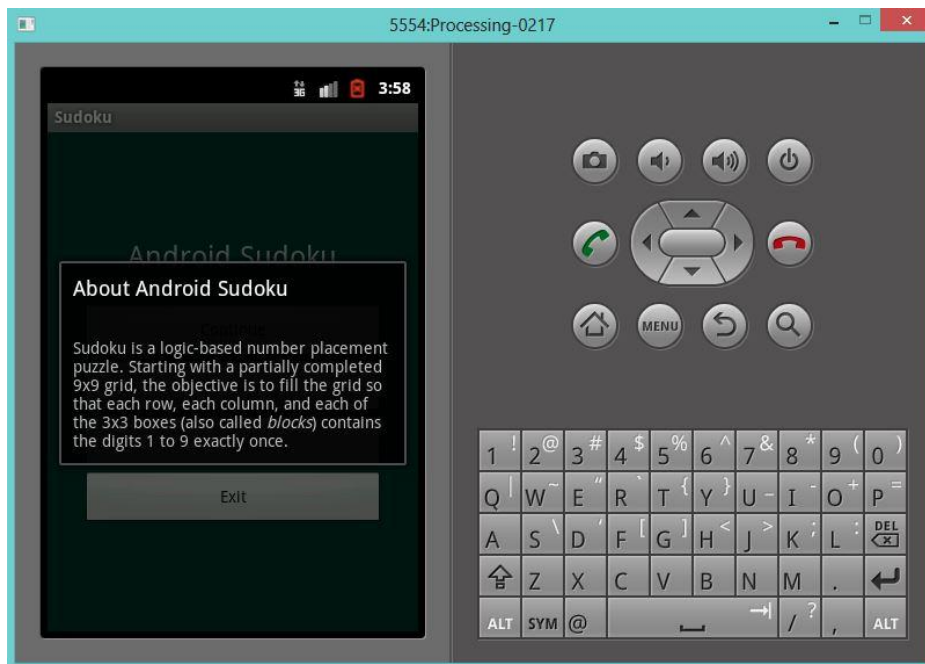 5554:Processing-0217
3G 3:58
Sudoku
Android Sudoku
About Android Sudoku
Continue
Sudoku is a logic-based number placement
puzzle. Starting with a partially completed
9x9 grid, the objective is to fill the grid so
that each row, each column, and each of
the 3x3 boxes (also called blocks) contains
the digits 1 to 9 exactly once.
Exit
MENU
1 ! 2 @ 3 # 4 $ 5 % 6 ^ 7 & 8 * 9 ( 0 )
Q | W ~ E " R ` T { Y } U _ I - O + P =
A S \ D ' F [ G ] H < J > K ; L : DEL
Z X C V B N M .
ALT SYM @ / ? , ALT